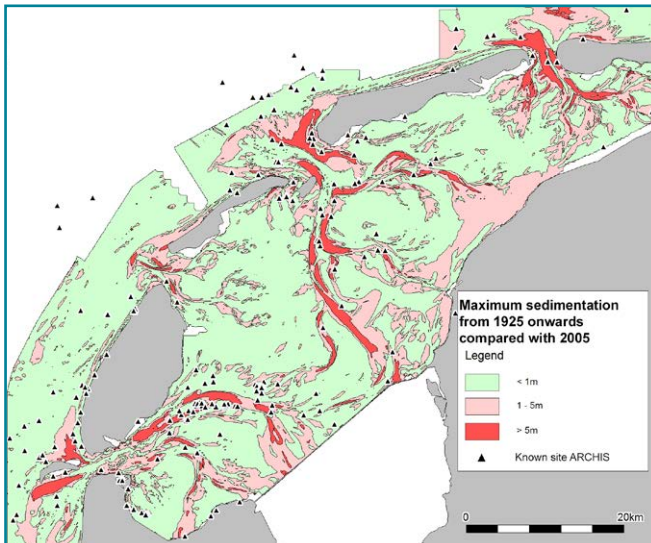 Maximum sedimentation
from 1925 onwards
compared with 2005
Legend
< 1m
1 - 5m
> 5m
Known site ARCHIS
0
20km